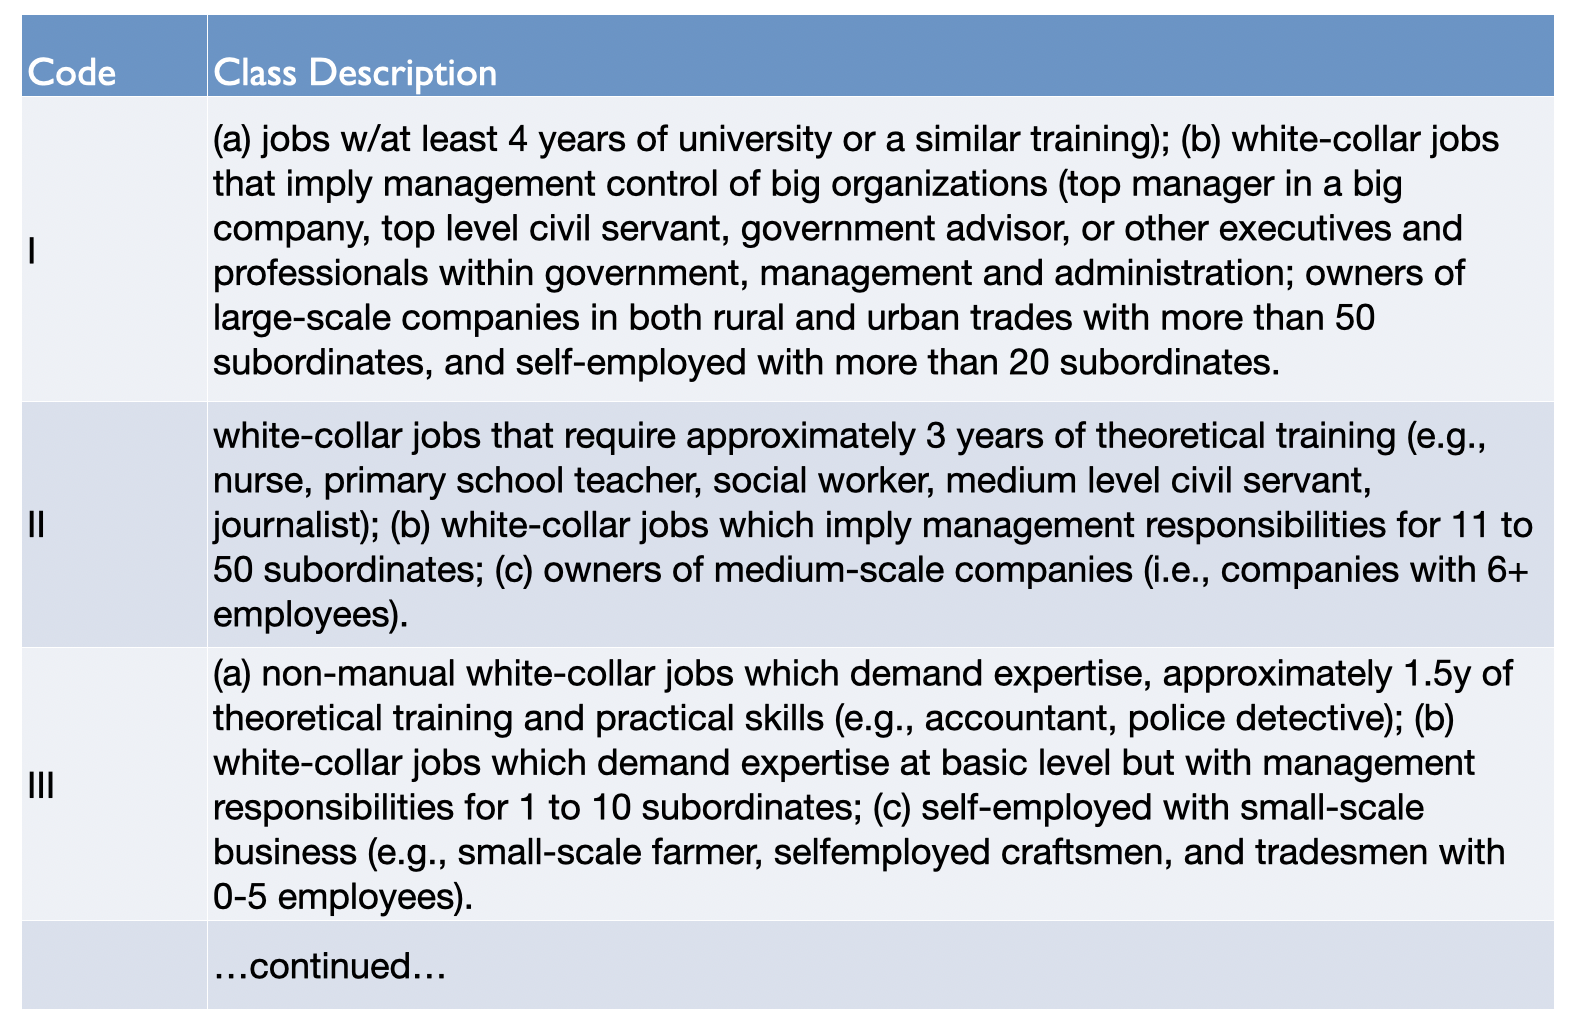 Code
Class Description
I
(a) jobs w/at least 4 years of university or a similar training); (b) white-collar jobs
that imply management control of big organizations (top manager in a big
company, top level civil servant, government advisor, or other executives and
professionals within government, management and administration; owners of
large-scale companies in both rural and urban trades with more than 50
subordinates, and self-employed with more than 20 subordinates.
II
white-collar jobs that require approximately 3 years of theoretical training (e.g.,
nurse, primary school teacher, social worker, medium level civil servant,
journalist); (b) white-collar jobs which imply management responsibilities for 11 to
50 subordinates; (c) owners of medium-scale companies (i.e., companies with 6+
employees).
III
(a) non-manual white-collar jobs which demand expertise, approximately 1.5y of
theoretical training and practical skills (e.g., accountant, police detective); (b)
white-collar jobs which demand expertise at basic level but with management
responsibilities for 1 to 10 subordinates; (c) self-employed with small-scale
business (e.g., small-scale farmer, selfemployed craftsmen, and tradesmen with
0-5 employees).
…continued…